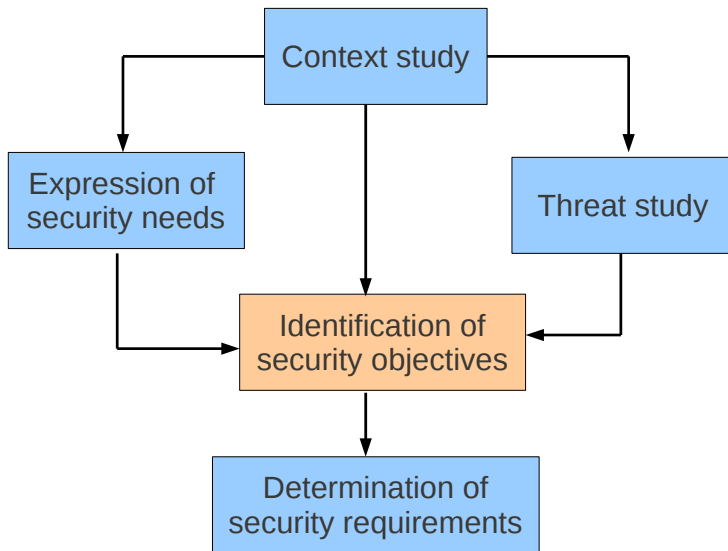 Context study
Expression of
security needs
Threat study
Identification of
security objectives
Determination of
security requirements